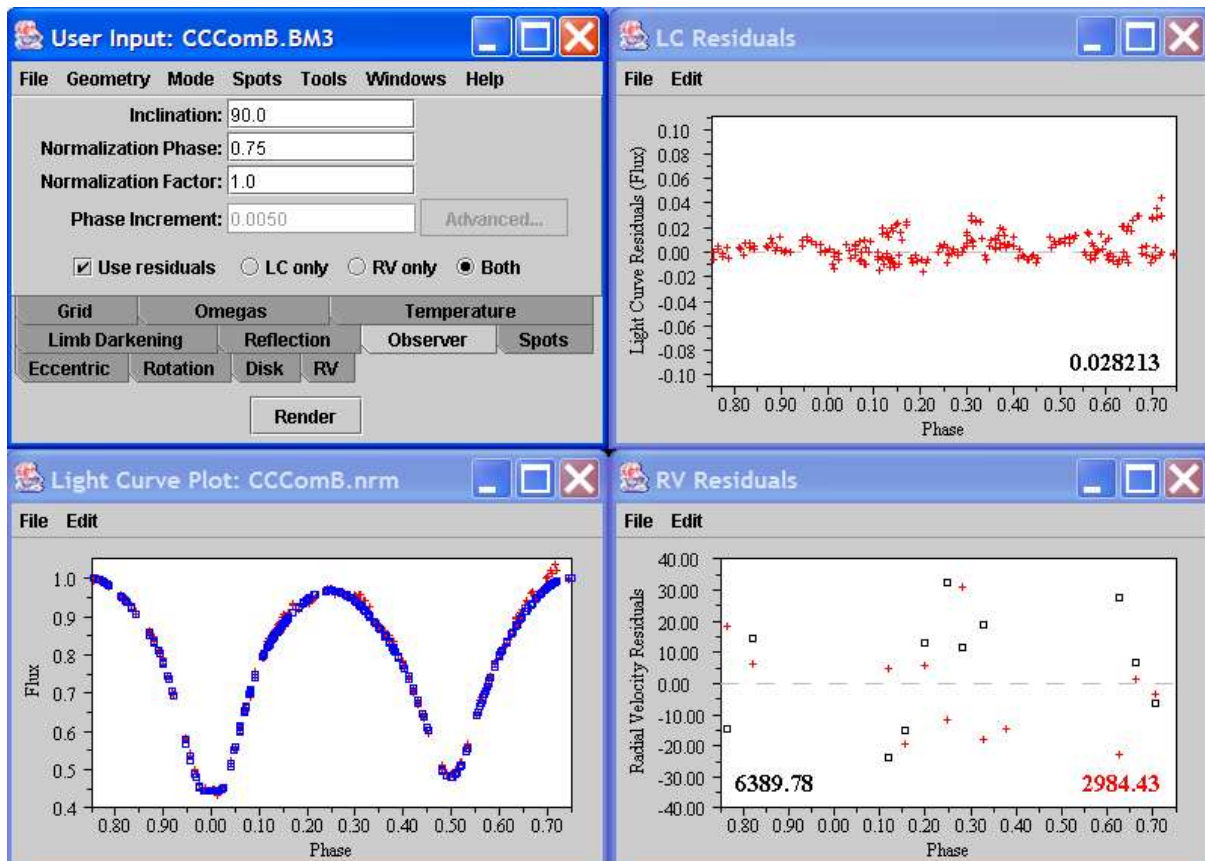 User Input: CCComB.BM3
File Geometry Mode Spots Tools Windows Help
Inclination: 90.0
Normalization Phase: 0.75
Normalization Factor: 1.0
Phase Increment: 0.0050 Advanced...
Use residuals LC only RV only Both
Grid Omegas Temperature
Limb Darkening Reflection Observer Spots
Eccentric Rotation Disk RV
Render
LC Residuals
File Edit
Light Curve Residuals (Flux)
0.10
0.08
0.06
0.04
0.02
0.00
-0.02
-0.04
-0.06
-0.08
-0.10
0.028213
0.80 0.90 0.00 0.10 0.20 0.30 0.40 0.50 0.60 0.70
Phase
Light Curve Plot: CCComB.nrm
File Edit
Flux
1.0
0.9
0.8
0.7
0.6
0.5
0.4
0.80 0.90 0.00 0.10 0.20 0.30 0.40 0.50 0.60 0.70
Phase
RV Residuals
File Edit
Radial Velocity Residuals
40.00
30.00
20.00
10.00
0.00
-10.00
-20.00
-30.00
-40.00
6389.78 2984.43
0.80 0.90 0.00 0.10 0.20 0.30 0.40 0.50 0.60 0.70
Phase